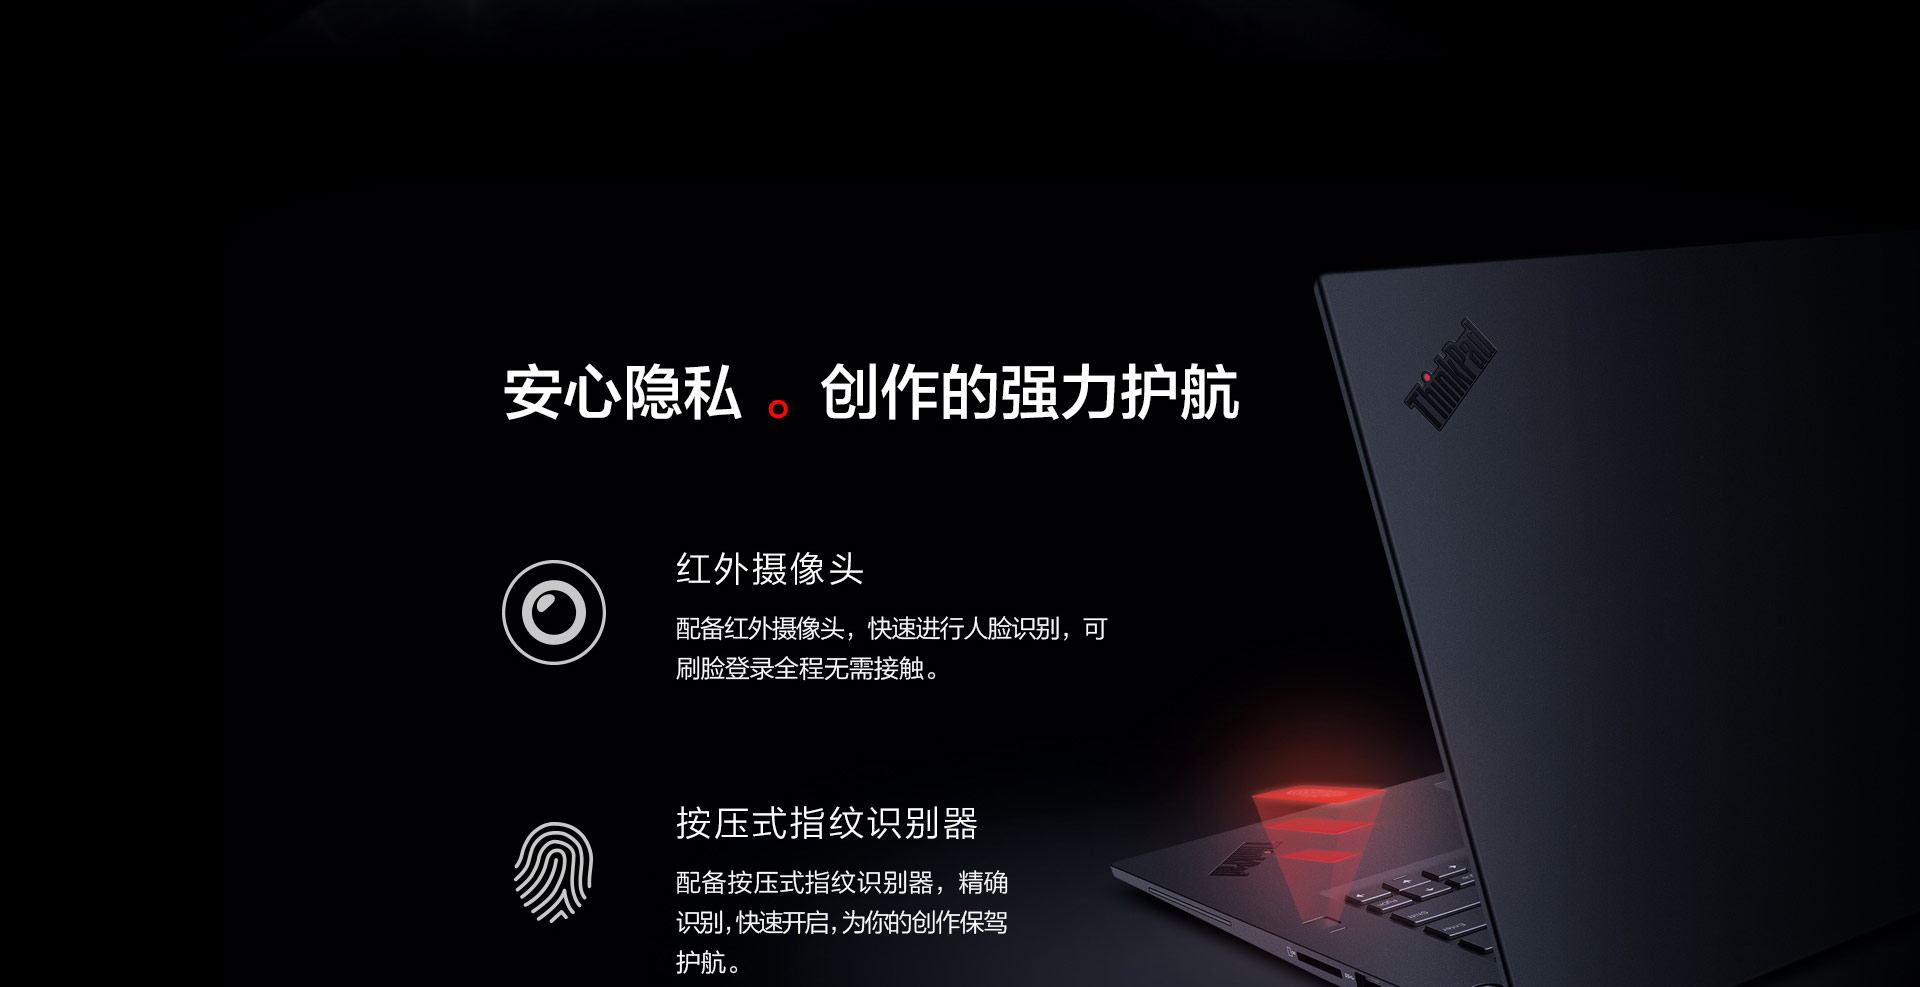 安心隐私 。创作的强力护航
ThinkPad
红外摄像头
配备红外摄像头，快速进行人脸识别，可
刷脸登录全程无需接触。
按压式指纹识别器
配备按压式指纹识别器，精确
识别，快速开启，为你的创作保驾
护航。
ThinkPad
PgUp
Shift
Enter